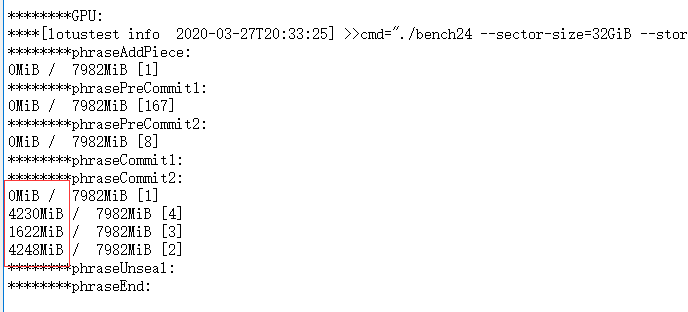 ********GPU:
****[lotustest info  2020-03-27T20:33:25] >>cmd="./bench24 --sector-size=32GiB --stor
********phraseAddPiece:
0MiB /  7982MiB [1]
********phrasePreCommit1:
0MiB /  7982MiB [167]
********phrasePreCommit2:
0MiB /  7982MiB [8]
********phraseCommit1:
********phraseCommit2:
0MiB /  7982MiB [1]
4230MiB /  7982MiB [4]
1622MiB /  7982MiB [3]
4248MiB /  7982MiB [2]
********phraseUnseal:
********phraseEnd: